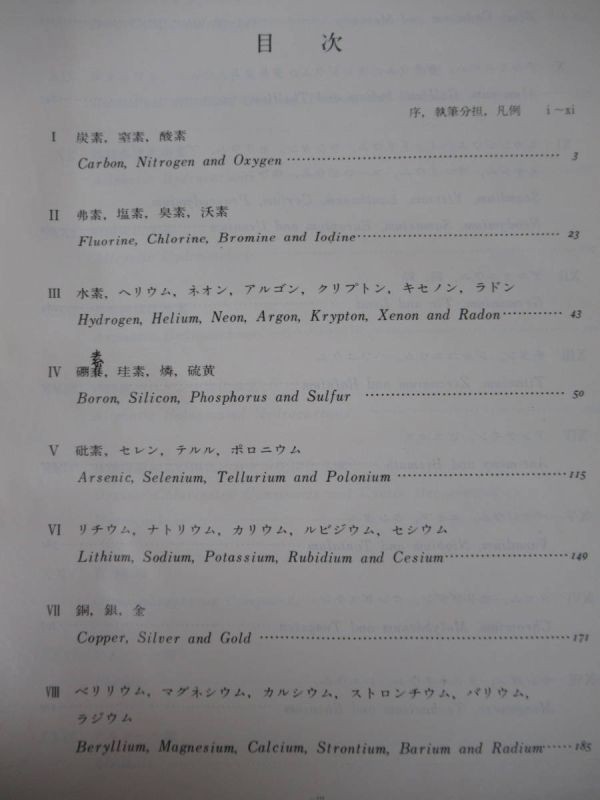 目 次
序,執筆分担,凡例 i~xi
I 炭素,窒素,酸素
Carbon, Nitrogen and Oxygen 3
II 弗素,塩素,臭素,沃素
Fluorine, Chlorine, Bromine and Iodine 23
III 水素,ヘリウム,ネオン,アルゴン,クリプトン,キセノン,ラドン
Hydrogen, Helium, Neon, Argon, Krypton, Xenon and Radon 43
素
IV 硼,珪素,燐,硫黄
Boron, Silicon, Phosphorus and Sulfur 50
V 砒素,セレン,テルル,ポロニウム
Arsenic, Selenium, Tellurium and Polonium 115
VI リチウム,ナトリウム,カリウム,ルビジウム,セシウム
Lithium, Sodium, Potassium, Rubidium and Cesium 149
VII 銅,銀,金
Copper, Silver and Gold 171
VIII ベリリウム,マグネシウム,カルシウム,ストロンチウム,バリウム,
ラジウム
Beryllium, Magnesium, Calcium, Strontium, Barium and Radium 185